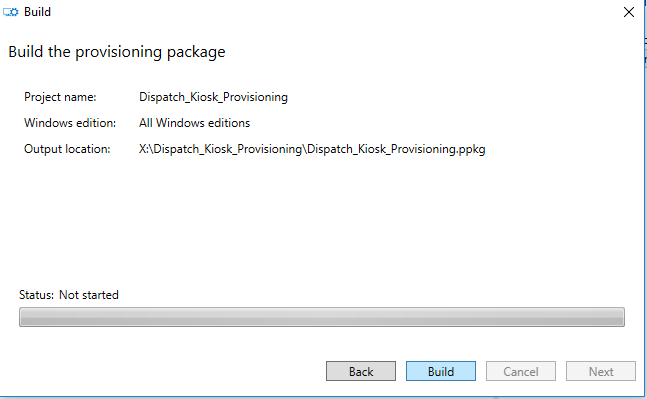 Build
Build the provisioning package
Project name: Dispatch_Kiosk_Provisioning
Windows edition: All Windows editions
Output location: X:\Dispatch_Kiosk_Provisioning\Dispatch_Kiosk_Provisioning.ppkg
Status: Not started
Back Build Cancel Next